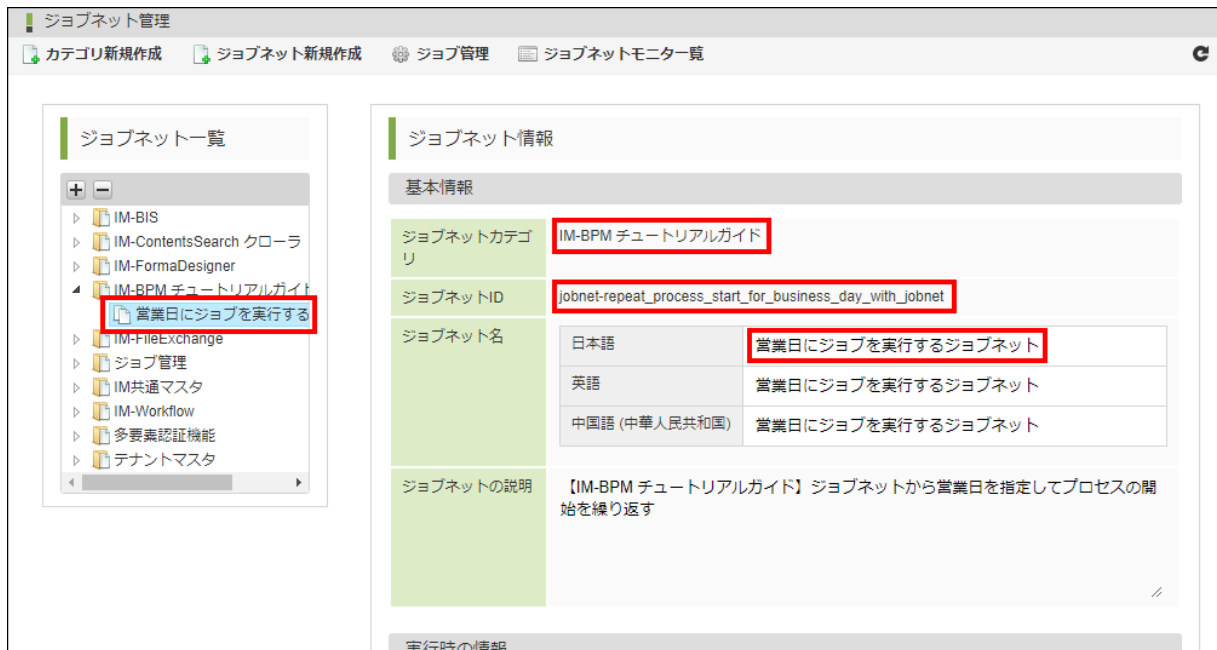 ジョブネット管理
カテゴリ新規作成 ジョブネット新規作成 ジョブ管理 ジョブネットモニター覧
ジョブネット一覧
IM-BIS
IM-ContentsSearch クローラ
IM-FormaDesigner
IM-BPM チュートリアルガイド
営業日にジョブを実行する
IM-FileExchange
ジョブ管理
IM共通マスタ
IM-Workflow
多要素認証機能
テナントマスタ
ジョブネット情報
基本情報
ジョブネットカテゴリ
IM-BPM チュートリアルガイド
ジョブネットID
jobnet-repeat_process_start_for_business_day_with_jobnet
ジョブネット名
日本語 営業日にジョブを実行するジョブネット
英語 営業日にジョブを実行するジョブネット
中国語 (中華人民共和国) 営業日にジョブを実行するジョブネット
ジョブネットの説明
【IM-BPM チュートリアルガイド】ジョブネットから営業日を指定してプロセスの開
始を繰り返す
実行時の情報